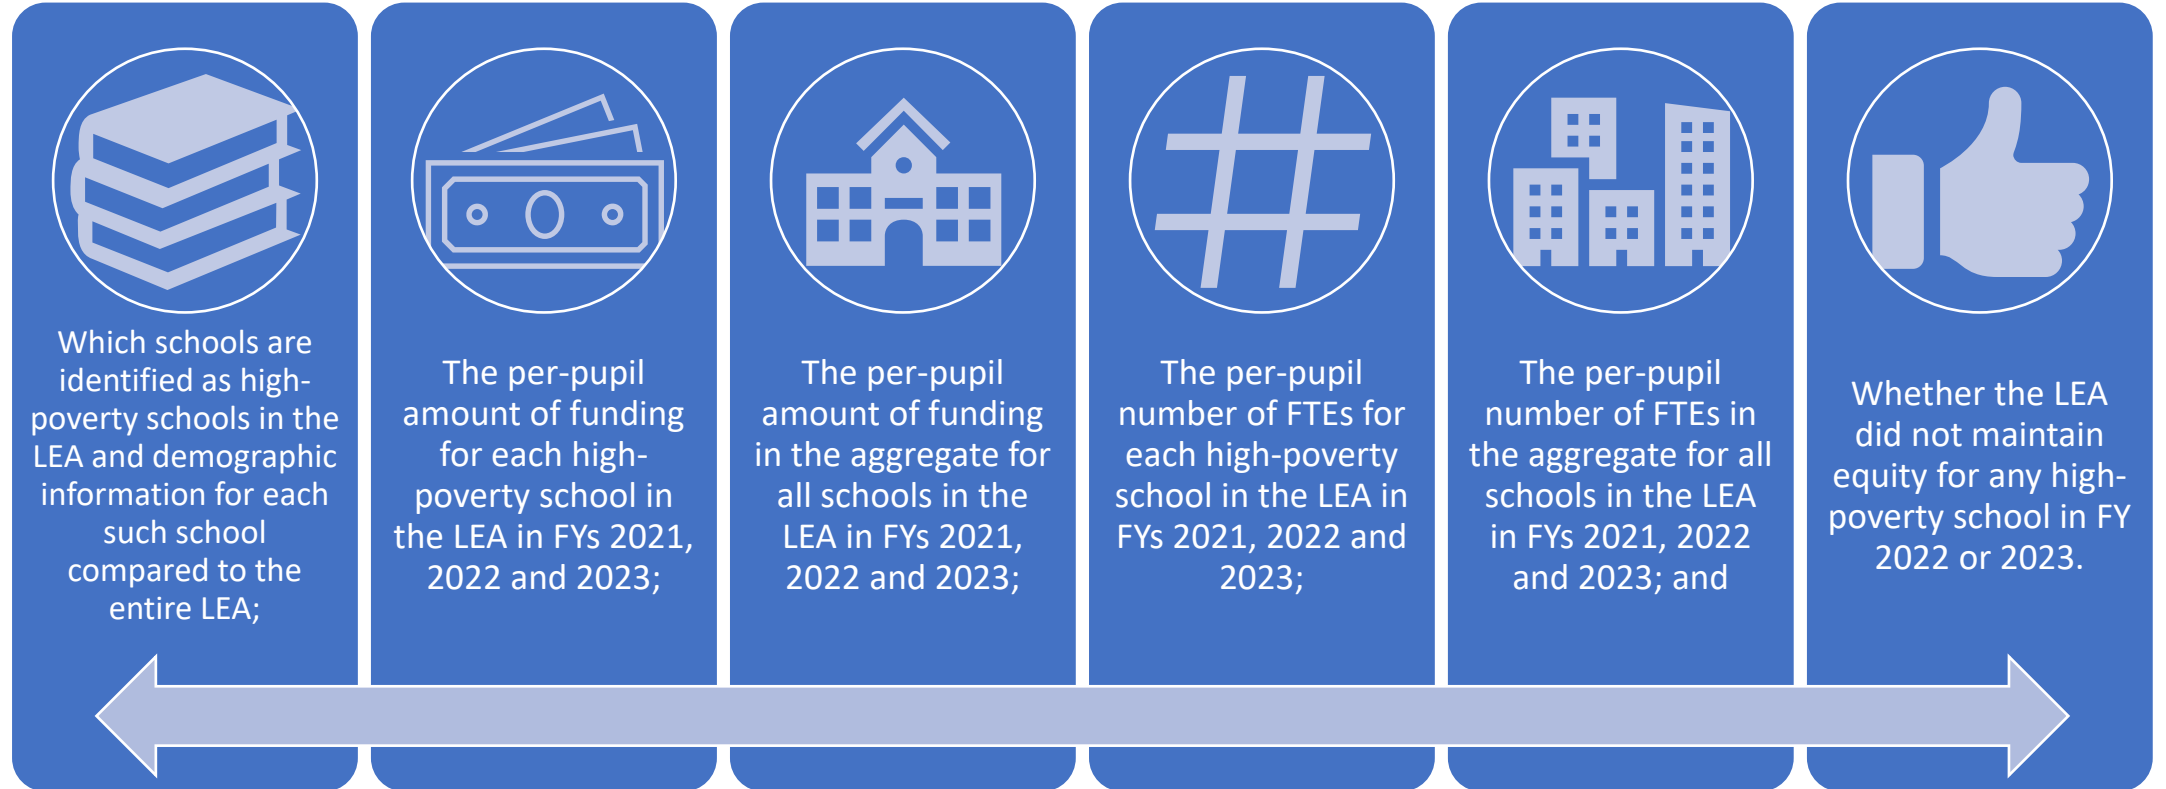 Which schools are
identified as high-
poverty schools in the
LEA and demographic
information for each
such school
compared to the
entire LEA;
The per-pupil
amount of funding
for each high-
poverty school in
the LEA in FYs 2021,
2022 and 2023;
The per-pupil
amount of funding
in the aggregate for
all schools in the
LEA in FYs 2021,
2022 and 2023;
The per-pupil
number of FTEs for
each high-poverty
school in the LEA in
FYs 2021, 2022 and
2023;
The per-pupil
number of FTEs in
the aggregate for all
schools in the LEA
in FYs 2021, 2022
and 2023; and
Whether the LEA
did not maintain
equity for any high-
poverty school in FY
2022 or 2023.